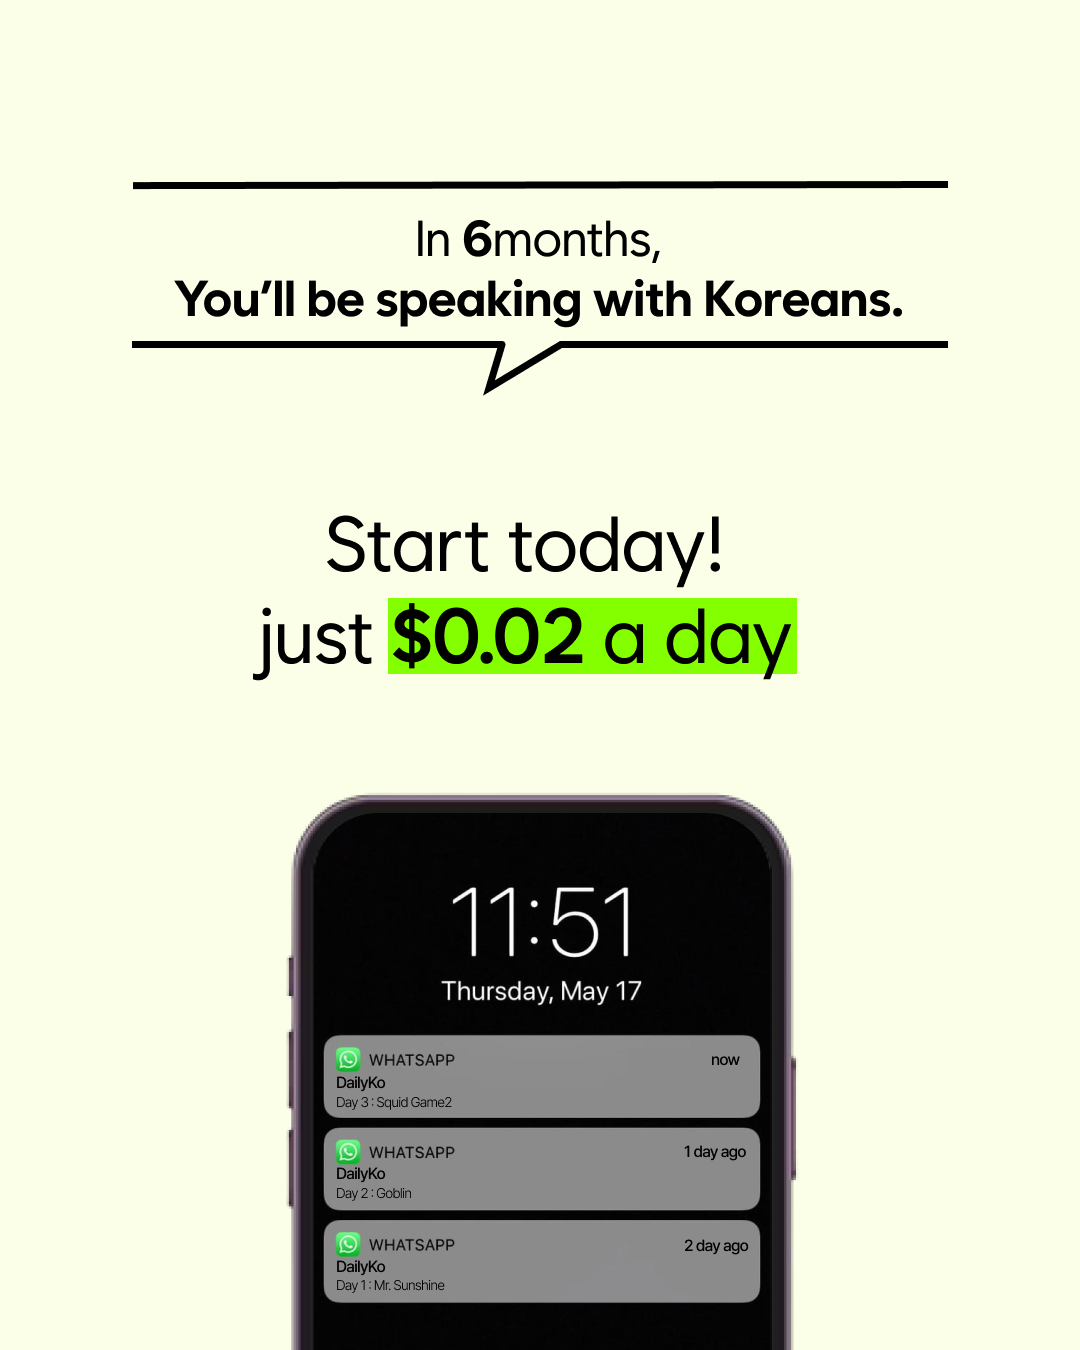 In 6months,
You'll be speaking with Koreans.
Start today!
just $0.02 a day
11:51
Thursday, May 17
WHATSAPP now
DailyKo
Day 3 : Squid Game2
WHATSAPP 1 day ago
DailyKo
Day 2 : Goblin
WHATSAPP 2 day ago
DailyKo
Day 1 : Mr. Sunshine